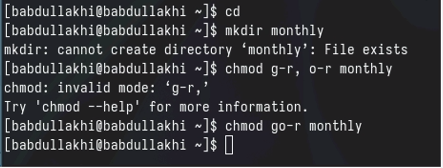 [babdullakhi@babdullakhi ~]$ cd
[babdullakhi@babdullakhi ~]$ mkdir monthly
mkdir: cannot create directory ‘monthly’: File exists
[babdullakhi@babdullakhi ~]$ chmod g-r, o-r monthly
chmod: invalid mode: ‘g-r,’
Try 'chmod --help' for more information.
[babdullakhi@babdullakhi ~]$ chmod go-r monthly
[babdullakhi@babdullakhi ~]$